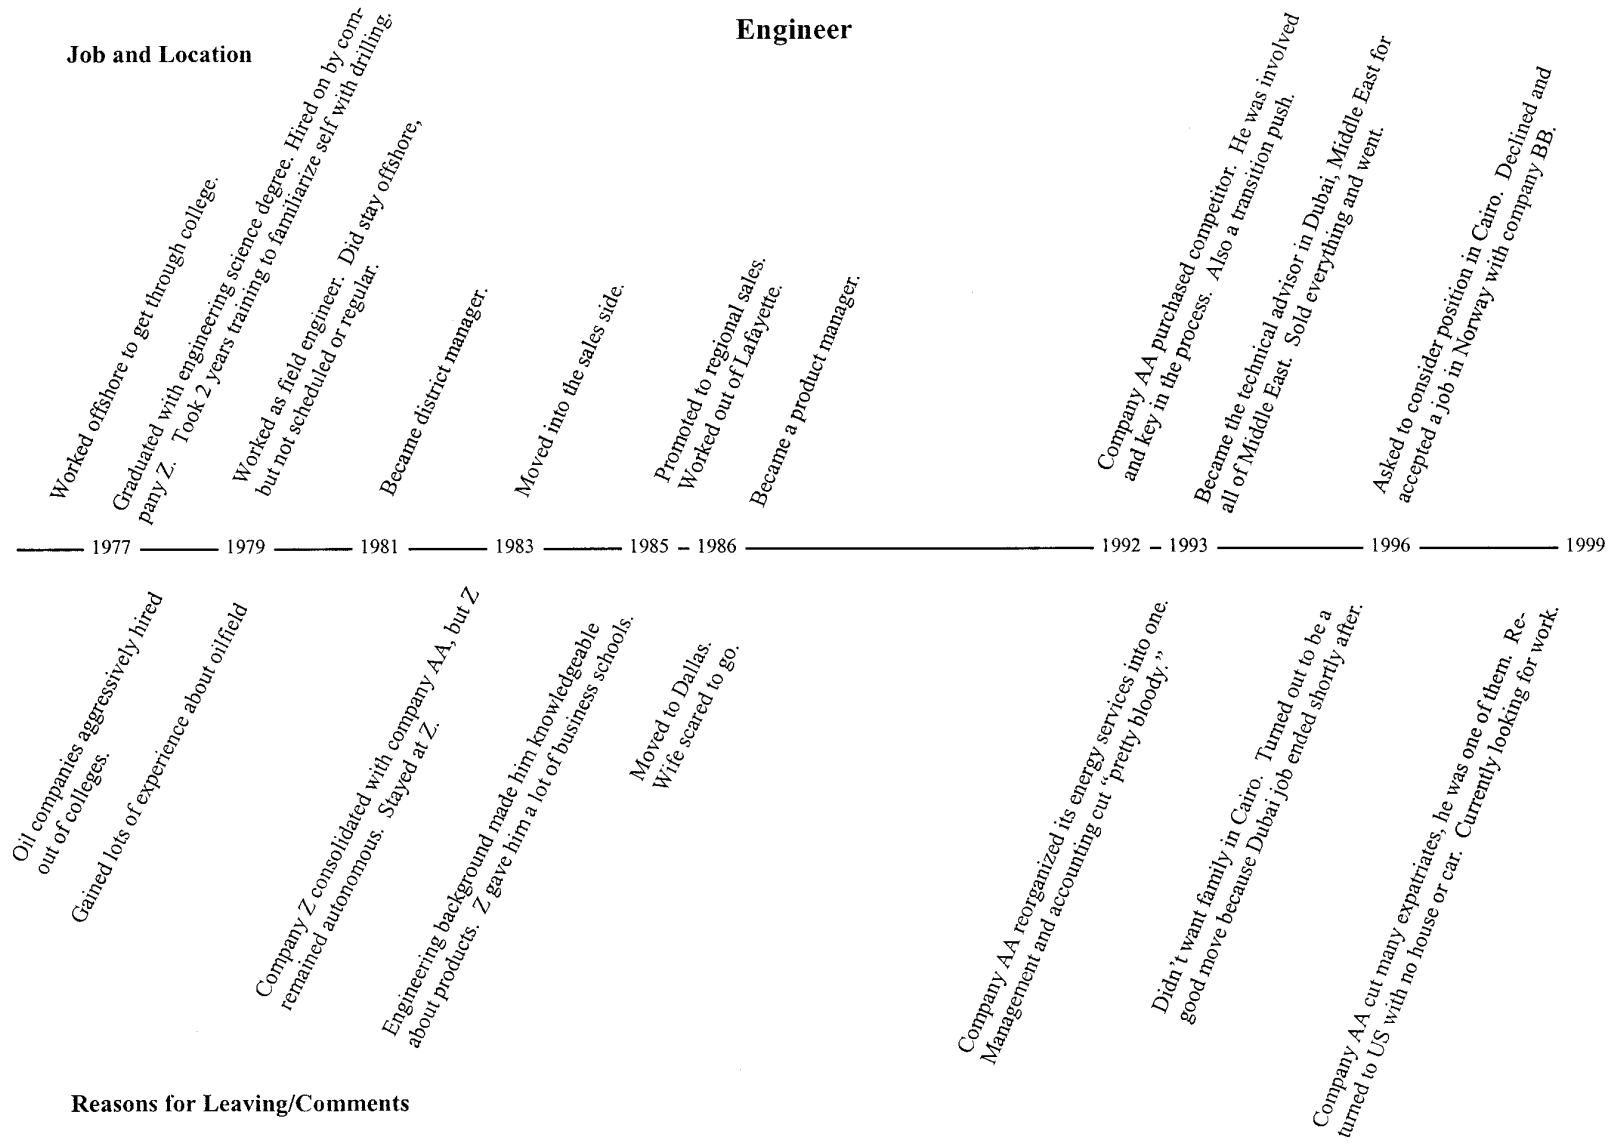 Engineer
Job and Location
Worked offshore to get through college.
Graduated with engineering science degree. Hired on by com-
pany Z. Took 2 years training to familiarize self with drilling.
Worked as field engineer. Did stay offshore,
but not scheduled or regular.
Became district manager.
Moved into the sales side.
Promoted to regional sales.
Worked out of Lafayette.
Became a product manager.
Company AA purchased competitor. He was involved
and key in the process. Also a transition push.
Became the technical advisor in Dubai, Middle East for
all of Middle East. Sold everything and went.
Asked to consider position in Cairo. Declined and
accepted a job in Norway with company BB.
1977 1979 1981 1983 1985 1986 1992 1993 1996 1999
Oil companies aggressively hired
out of colleges.
Gained lots of experience about oilfield
Company Z consolidated with company AA, but Z
remained autonomous. Stayed at Z.
Engineering background made him knowledgeable
about products. Z gave him a lot of business schools.
Moved to Dallas.
Wife scared to go.
Company AA reorganized its energy services into one.
Management and accounting cut “pretty bloody.”
Didn't want family in Cairo. Turned out to be a
good move because Dubai job ended shortly after.
Company AA cut many expatriates, he was one of them. Re-
turned to US with no house or car. Currently looking for work.
Reasons for Leaving/Comments